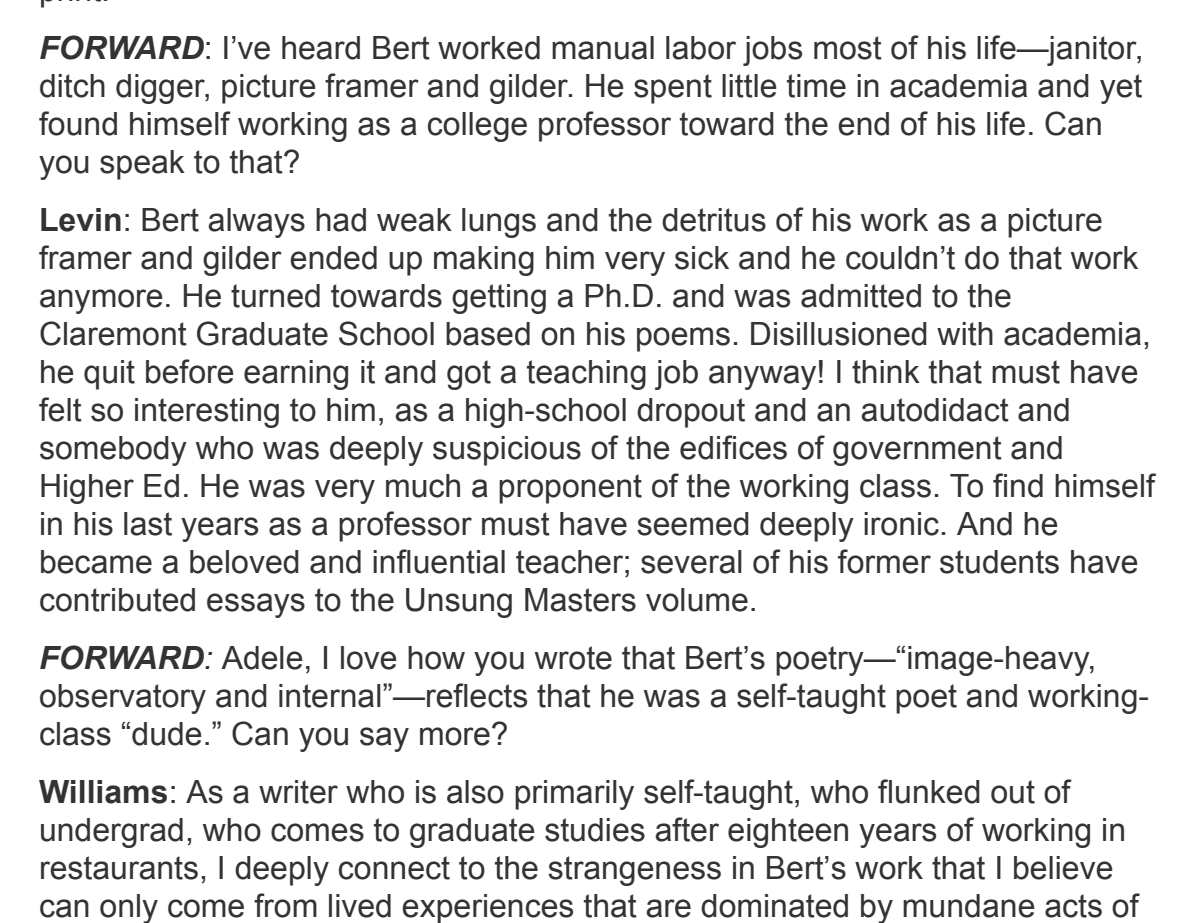 print.
FORWARD: I’ve heard Bert worked manual labor jobs most of his life—janitor,
ditch digger, picture framer and gilder. He spent little time in academia and yet
found himself working as a college professor toward the end of his life. Can
you speak to that?
Levin: Bert always had weak lungs and the detritus of his work as a picture
framer and gilder ended up making him very sick and he couldn’t do that work
anymore. He turned towards getting a Ph.D. and was admitted to the
Claremont Graduate School based on his poems. Disillusioned with academia,
he quit before earning it and got a teaching job anyway! I think that must have
felt so interesting to him, as a high-school dropout and an autodidact and
somebody who was deeply suspicious of the edifices of government and
Higher Ed. He was very much a proponent of the working class. To find himself
in his last years as a professor must have seemed deeply ironic. And he
became a beloved and influential teacher; several of his former students have
contributed essays to the Unsung Masters volume.
FORWARD: Adele, I love how you wrote that Bert’s poetry—“image-heavy,
observatory and internal”—reflects that he was a self-taught poet and working-
class “dude.” Can you say more?
Williams: As a writer who is also primarily self-taught, who flunked out of
undergrad, who comes to graduate studies after eighteen years of working in
restaurants, I deeply connect to the strangeness in Bert’s work that I believe
can only come from lived experiences that are dominated by mundane acts of